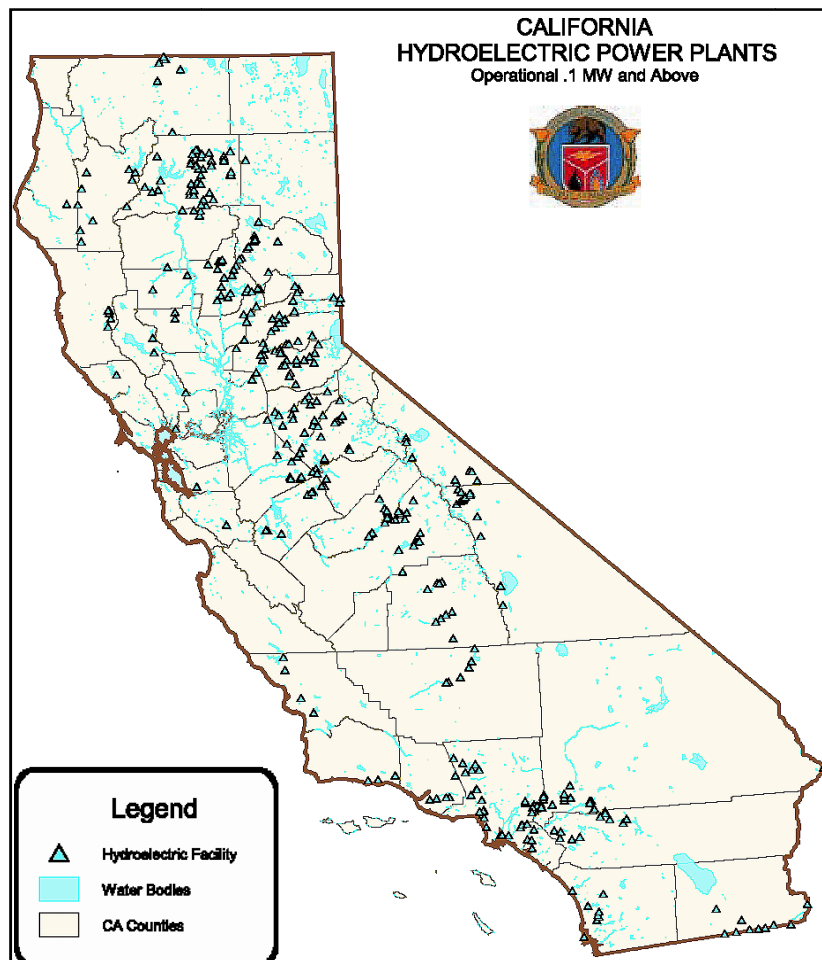 CALIFORNIA
HYDROELECTRIC POWER PLANTS
Operational .1 MW and Above
Legend
Hydroelectric Facility
Water Bodies
CA Counties